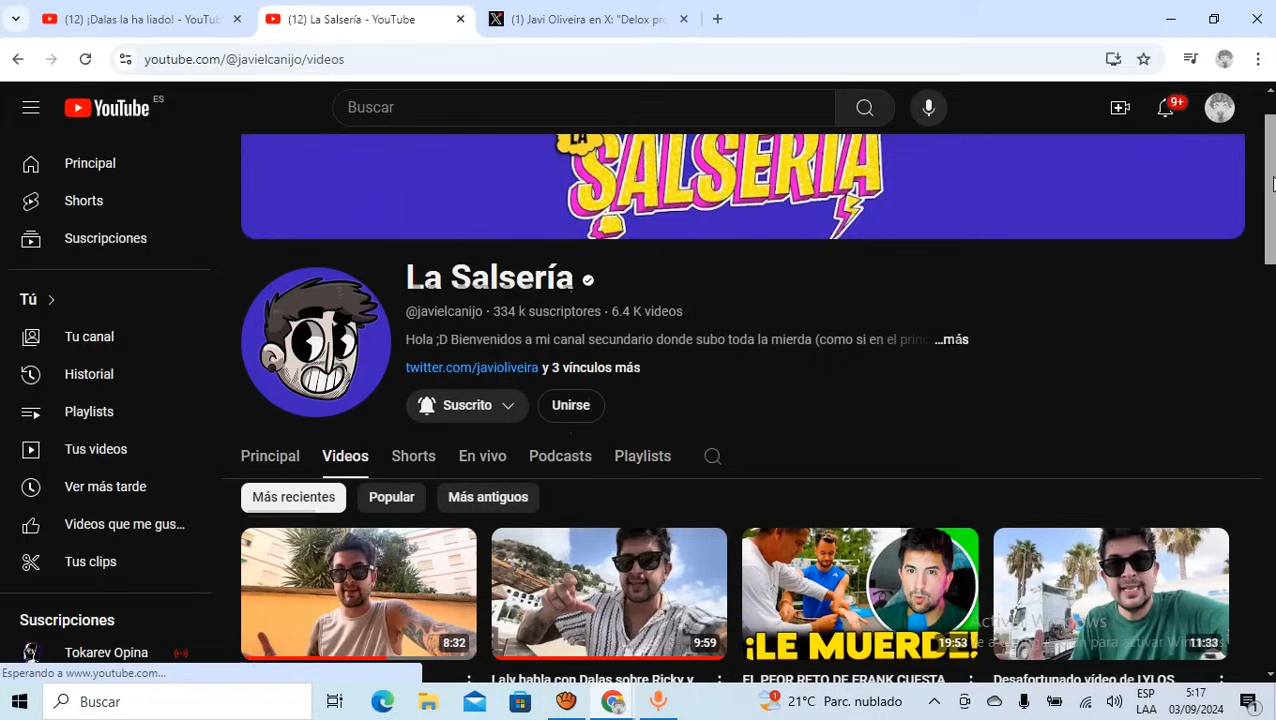 (12) ¡Dalas la ha liado! - YouTub
(12) La Salsería - YouTube
(1) Javi Oliveira en X: "Delox pro
youtube.com/@javielcanijo/videos
YouTube ES
Buscar
9+
Principal
Shorts
Suscripciones
Tú
Tu canal
Historial
Playlists
Tus videos
Ver más tarde
Videos que me gus...
Tus clips
Suscripciones
Tokarev Opina
LA
SALSERÍA
La Salsería
@javielcanijo · 334 k suscriptores · 6.4 K videos
Hola ;D Bienvenidos a mi canal secundario donde subo toda la mierda (como si en el princ ...más
twitter.com/javioliveira y 3 vínculos más
Suscrito
Unirse
Principal
Videos
Shorts
En vivo
Podcasts
Playlists
Más recientes
Popular
Más antiguos
8:32
9:59
¡LE MUERDE!
19:53
11:33
Laly habla con Dalas sobre Ricky y
EL PEOR RETO DE FRANK CUESTA
Desafortunado vídeo de LYLOS
Esperando a www.youtube.com...
Buscar
21°C Parc. nublado
ESP
LAA
5:17
03/09/2024
1